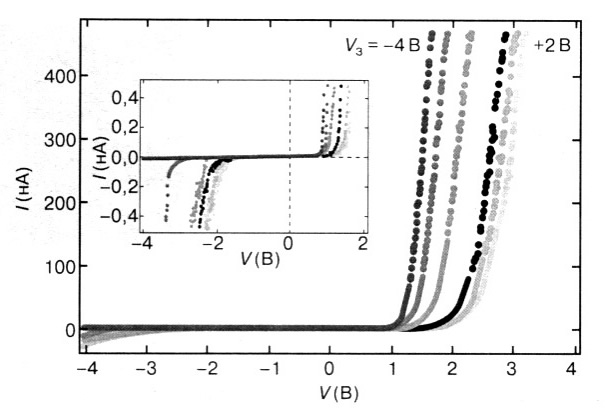 V₃ = –4 В
+2 В
I (нА)
400
300
200
100
0
–4 –3 –2 –1 0 1 2 3 4
V (В)
I (нА)
0,4
0,2
0,0
–0,2
–0,4
–4 –2 0 2
V (В)